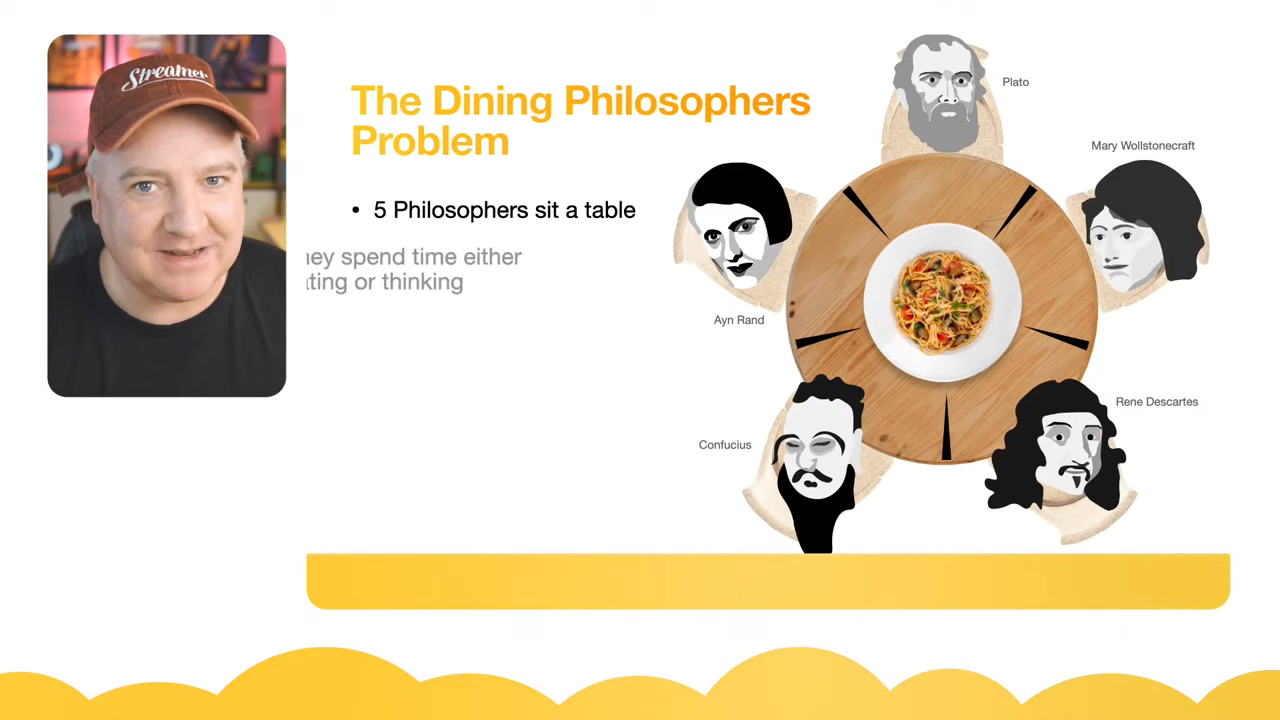 Streamer
The Dining Philosophers
Problem
• 5 Philosophers sit a table
ey spend time either
ting or thinking
Plato
Mary Wollstonecraft
Ayn Rand
Rene Descartes
Confucius